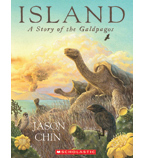 ISLAND
A Story of the Galápagos
JASON CHIN
SCHOLASTIC